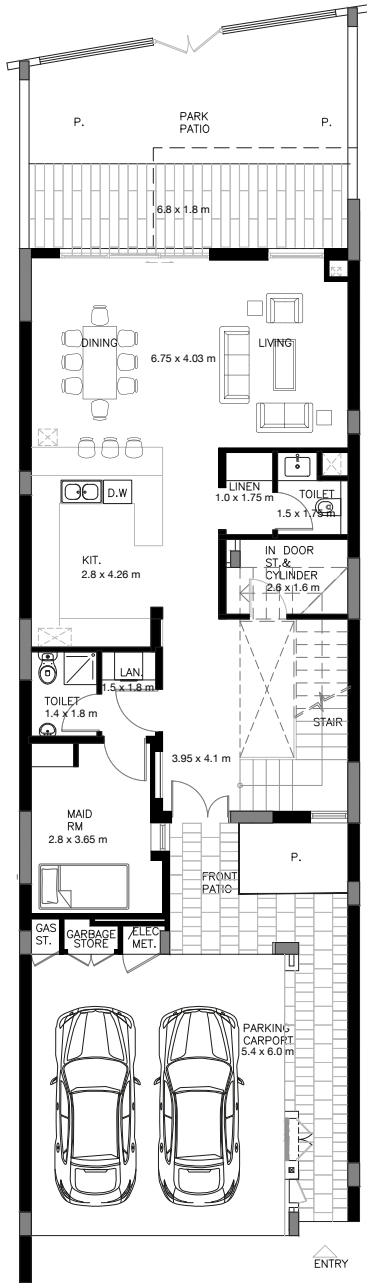 P.
PARK
PATIO
P.
6.8 x 1.8 m
DINING
LIVING
6.75 x 4.03 m
D.W
LINEN
1.0 x 1.75 m
TOILET
1.5 x 1.75 m
KIT.
2.8 x 4.26 m
IN DOOR
ST.&
CYLINDER
2.6 x 1.6 m
LAN.
1.5 x 1.8 m
TOILET
1.4 x 1.8 m
STAIR
3.95 x 4.1 m
MAID
RM
2.8 x 3.65 m
P.
FRONT
PATIO
GAS
ST.
GARBAGE
STORE
ELEC
MET.
PARKING
CARPORT
5.4 x 6.0 m
ENTRY